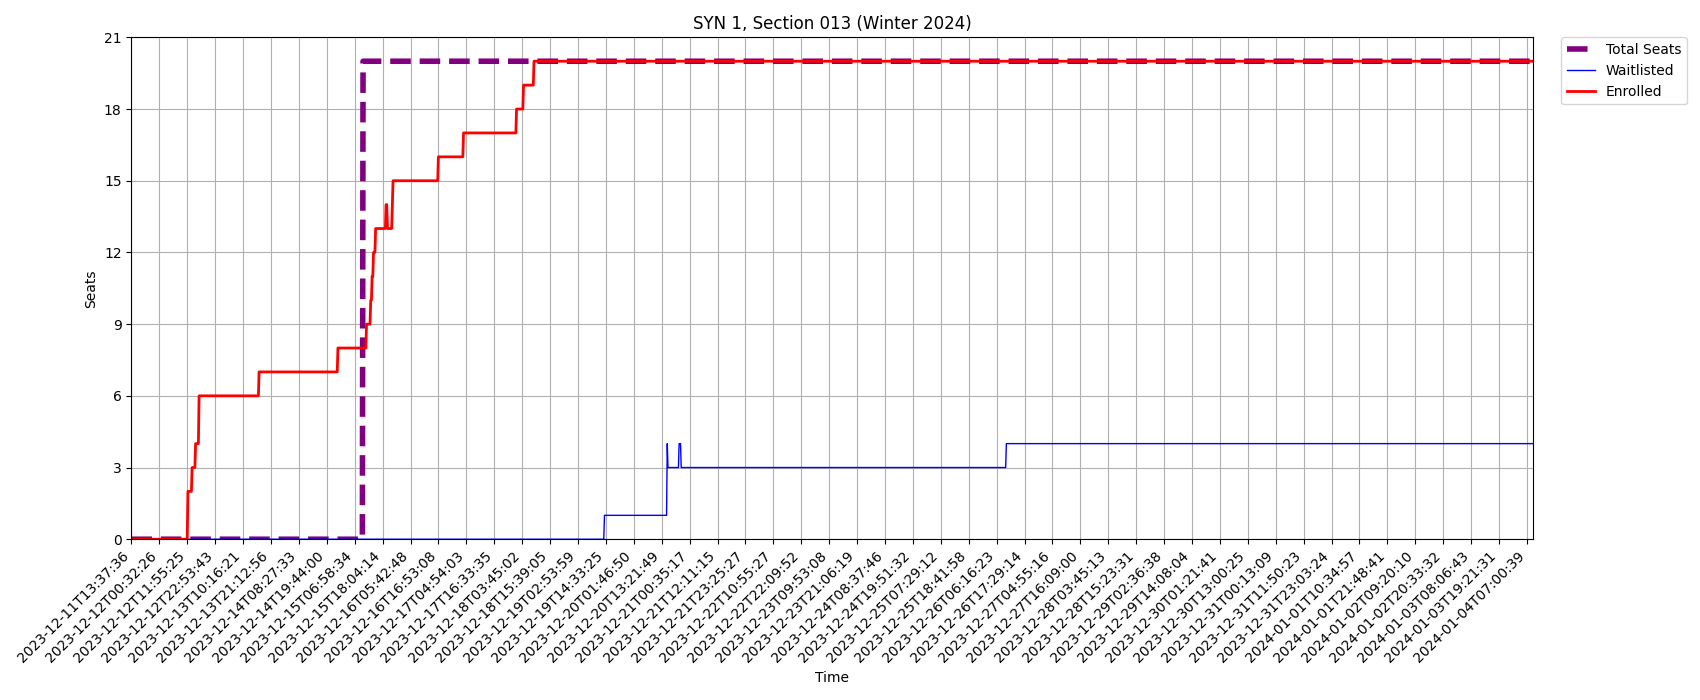 SYN 1, Section 013 (Winter 2024)
21
18
15
12
9
6
3
0
Seats
Total Seats
Waitlisted
Enrolled
2023-12-11T13:37:36
2023-12-12T00:32:26
2023-12-12T11:55:25
2023-12-12T22:53:43
2023-12-13T10:16:21
2023-12-13T21:12:56
2023-12-14T08:27:33
2023-12-14T19:44:00
2023-12-15T06:58:34
2023-12-15T18:04:14
2023-12-16T05:42:48
2023-12-16T16:53:08
2023-12-17T04:54:03
2023-12-17T16:33:35
2023-12-18T03:45:02
2023-12-18T15:39:05
2023-12-19T02:53:59
2023-12-19T14:33:25
2023-12-20T01:46:50
2023-12-20T13:21:49
2023-12-21T00:35:17
2023-12-21T12:11:15
2023-12-21T23:25:27
2023-12-22T10:55:27
2023-12-22T22:09:52
2023-12-23T09:53:08
2023-12-23T21:06:19
2023-12-24T08:37:46
2023-12-24T19:51:32
2023-12-25T07:29:12
2023-12-25T18:41:58
2023-12-26T06:16:23
2023-12-26T17:29:14
2023-12-27T04:55:16
2023-12-27T16:09:00
2023-12-28T03:45:13
2023-12-28T15:23:31
2023-12-29T02:36:38
2023-12-29T14:08:04
2023-12-30T01:21:41
2023-12-30T13:00:25
2023-12-31T00:13:09
2023-12-31T11:50:23
2023-12-31T23:03:24
2024-01-01T10:34:57
2024-01-01T21:48:41
2024-01-02T09:20:10
2024-01-02T20:33:32
2024-01-03T08:06:43
2024-01-03T19:21:31
2024-01-04T07:00:39
Time